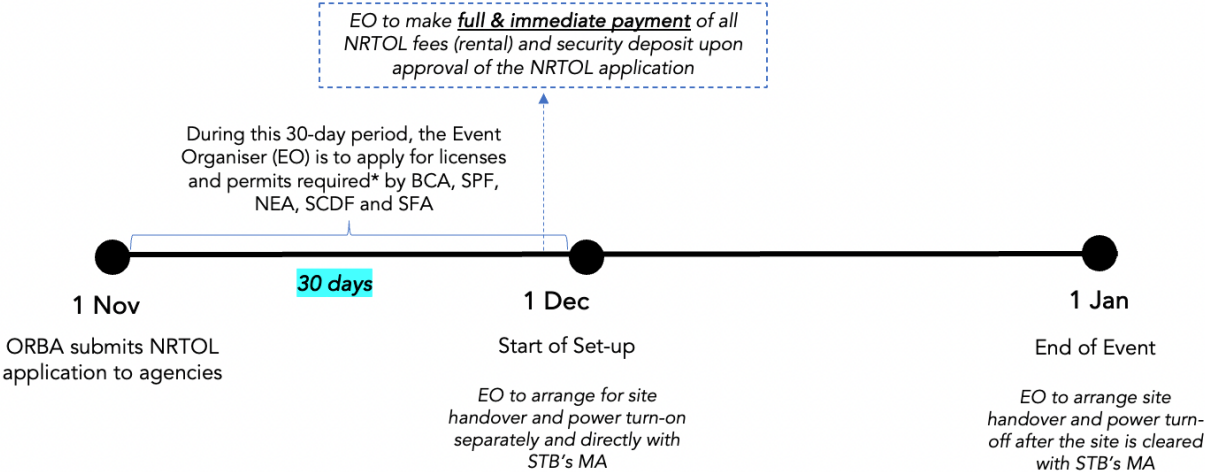 EO to make full & immediate payment of all
NRTOL fees (rental) and security deposit upon
approval of the NRTOL application
During this 30-day period, the Event
Organiser (EO) is to apply for licenses
and permits required* by BCA, SPF,
NEA, SCDF and SFA
30 days
1 Nov
ORBA submits NRTOL
application to agencies
1 Dec
Start of Set-up
EO to arrange for site
handover and power turn-on
separately and directly with
STB's MA
1 Jan
End of Event
EO to arrange site
handover and power turn-
off after the site is cleared
with STB's MA